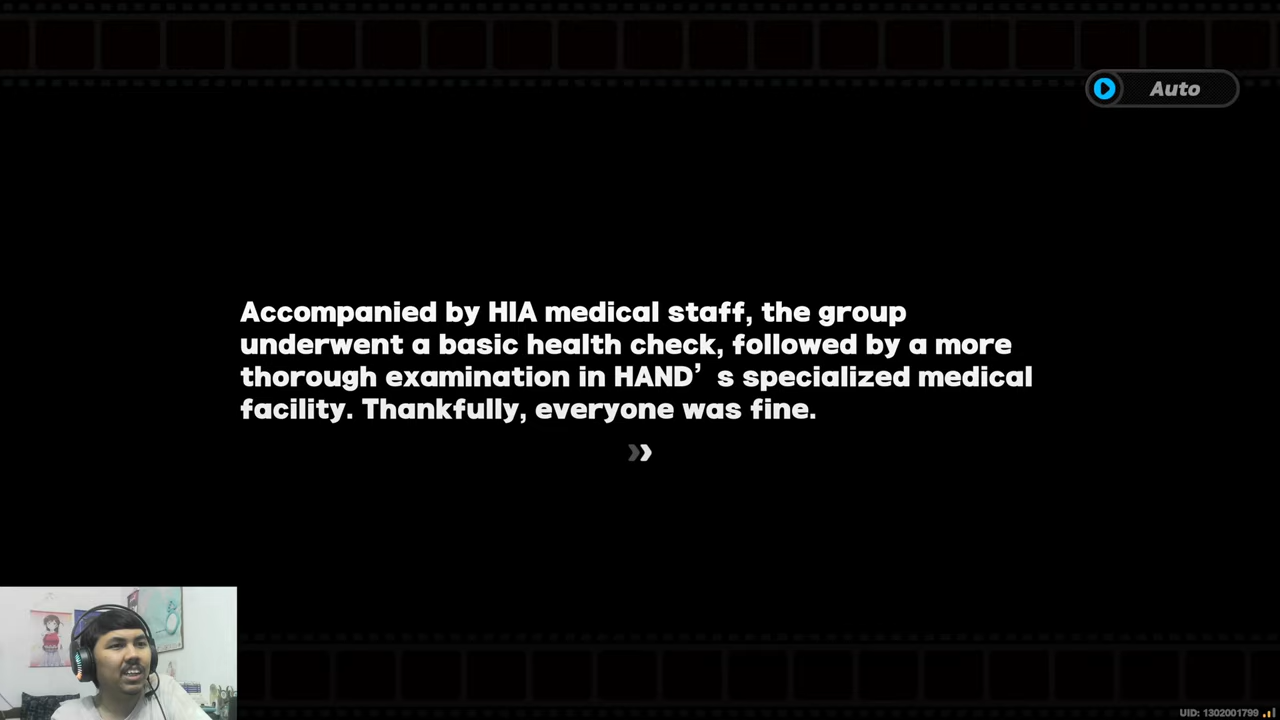 Auto
Accompanied by HIA medical staff, the group
underwent a basic health check, followed by a more
thorough examination in HAND’ s specialized medical
facility. Thankfully, everyone was fine.
UID: 1302001799